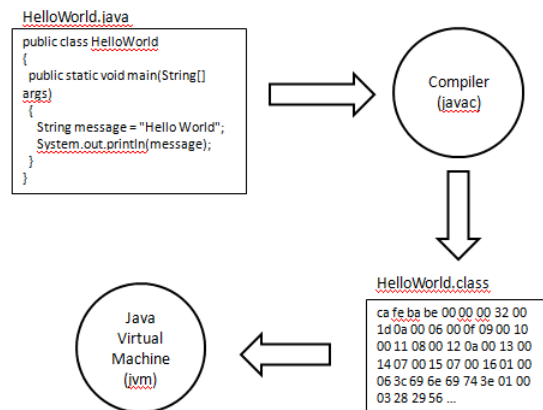 HelloWorld.java
public class HelloWorld
{
public static void main(String[]
args)
{
String message = "Hello World";
System.out.println(message);
}
}
Compiler
(javac)
HelloWorld.class
ca fe ba be 00 00 00 32 00
1d 0a 00 06 00 0f 09 00 10
00 11 08 00 12 0a 00 13 00
14 07 00 15 07 00 16 01 00
06 3c 69 6e 69 74 3e 01 00
03 28 29 56 ...
Java
Virtual
Machine
(jvm)